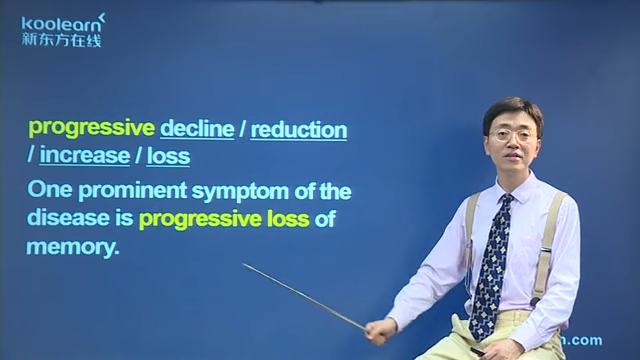 koolearn
新东方在线
progressive decline / reduction
/ increase / loss
One prominent symptom of the
disease is progressive loss of
memory.
n.com